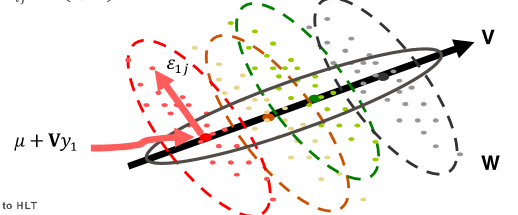 V
ε₁ⱼ
μ + Vy₁
W
to HLT